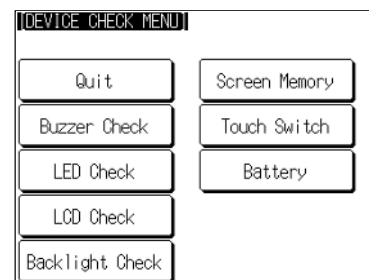 [DEVICE CHECK MENU]
Quit
Screen Memory
Buzzer Check
Touch Switch
LED Check
Battery
LCD Check
Backlight Check